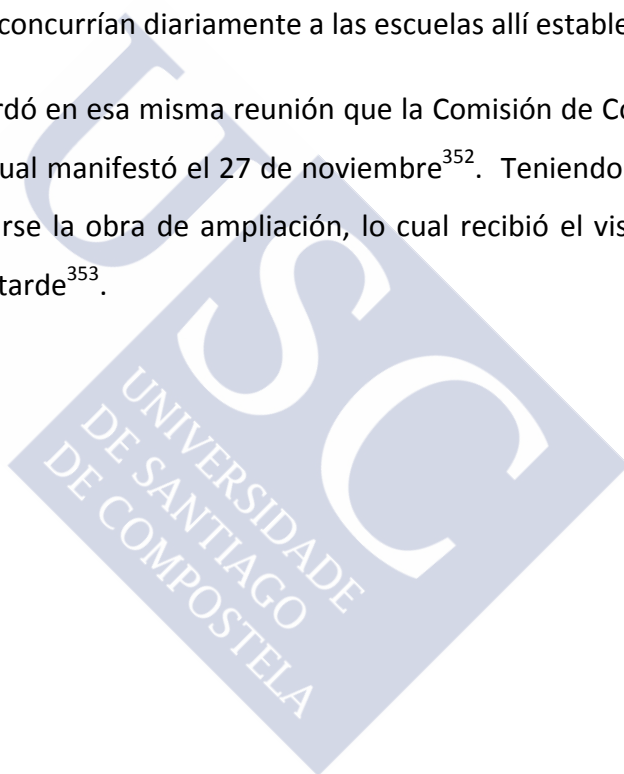 concurrían diariamente a las escuelas allí estable
rdó en esa misma reunión que la Comisión de Co
ual manifestó el 27 de noviembre352. Teniendo
rse la obra de ampliación, lo cual recibió el vis
tarde353.
USC
UNIVERSIDADE
DE SANTIAGO
DE COMPOSTELA